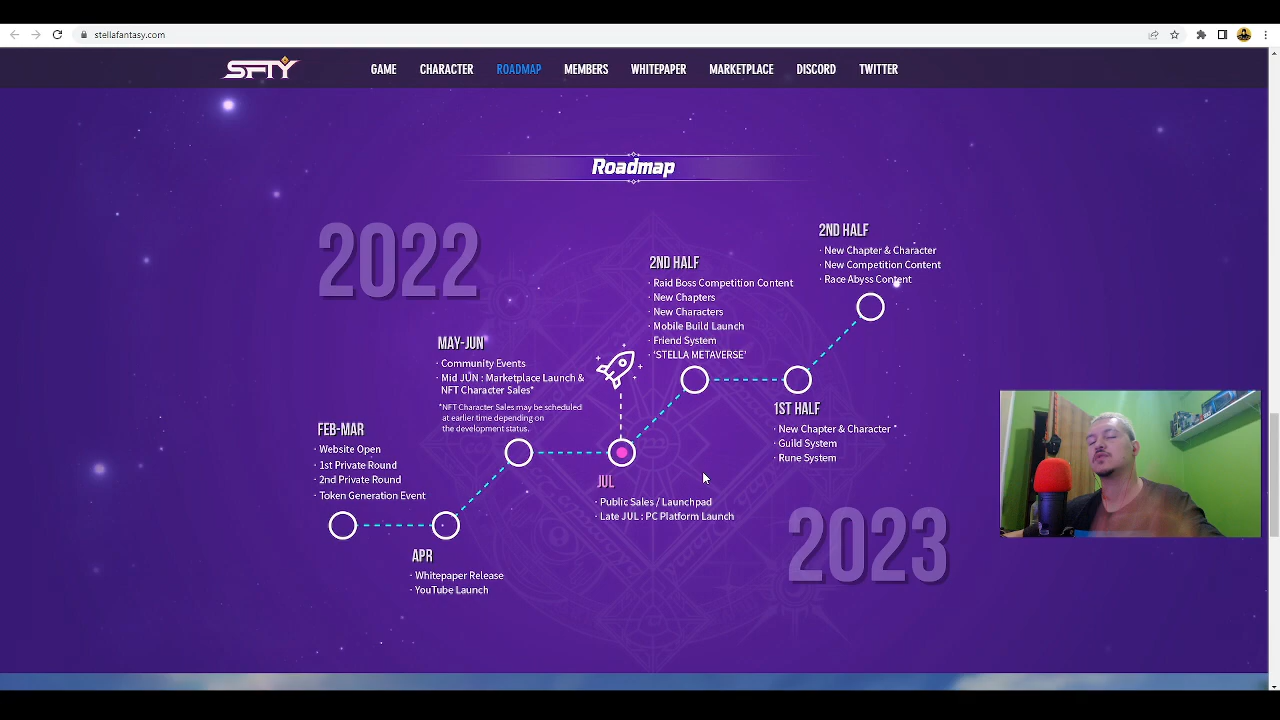 stellafantasy.com
SFTY
GAME CHARACTER ROADMAP MEMBERS WHITEPAPER MARKETPLACE DISCORD TWITTER
Roadmap
2022
FEB-MAR
· Website Open
· 1st Private Round
· 2nd Private Round
· Token Generation Event
APR
· Whitepaper Release
· YouTube Launch
MAY-JUN
· Community Events
· Mid JUN : Marketplace Launch &
NFT Character Sales*
*NFT Character Sales may be scheduled
at earlier time depending on
the development status.
JUL
· Public Sales / Launchpad
· Late JUL : PC Platform Launch
2ND HALF
· Raid Boss Competition Content
· New Chapters
· New Characters
· Mobile Build Launch
· Friend System
· 'STELLA METAVERSE'
1ST HALF
· New Chapter & Character
· Guild System
· Rune System
2ND HALF
· New Chapter & Character
· New Competition Content
· Race Abyss Content
2023